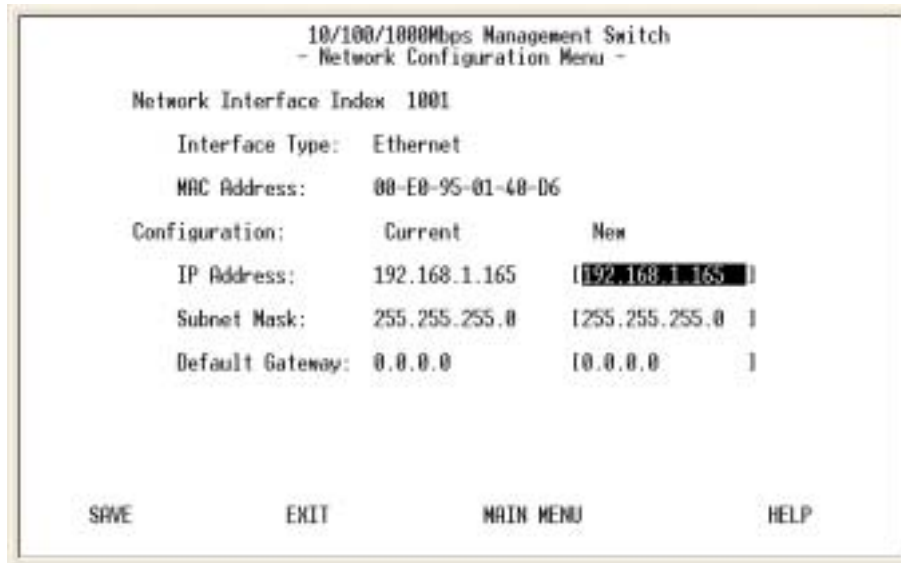 10/100/1000Mbps Management Switch
- Network Configuration Menu -
Network Interface Index 1001
Interface Type: Ethernet
MAC Address: 00-E0-95-01-40-D6
Configuration: Current New
IP Address: 192.168.1.165 [192.168.1.165 ]
Subnet Mask: 255.255.255.0 [255.255.255.0 ]
Default Gateway: 0.0.0.0 [0.0.0.0 ]
SAVE EXIT MAIN MENU HELP